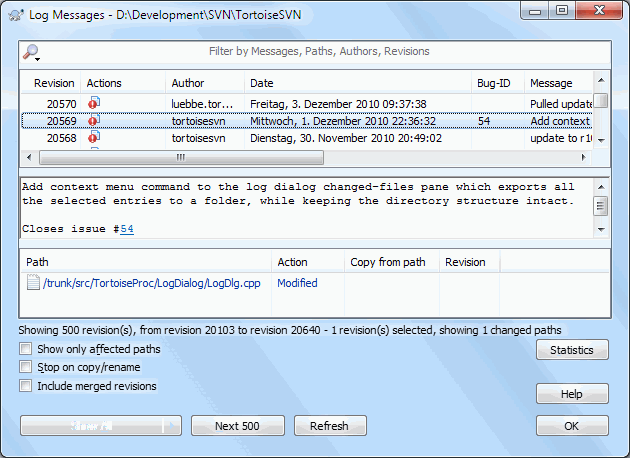 Log Messages - D:\Development\SVN\TortoiseSVN
Filter by Messages, Paths, Authors, Revisions
Revision Actions Author Date Bug-ID Message
20570 luebbe.tor... Freitag, 3. Dezember 2010 09:37:38 Pulled update
20569 tortoisesvn Mittwoch, 1. Dezember 2010 22:36:32 54 Add context
20568 tortoisesvn Dienstag, 30. November 2010 20:49:02 update to r10
Add context menu command to the log dialog changed-files pane which exports all
the selected entries to a folder, while keeping the directory structure intact.
Closes issue #54
Path Action Copy from path Revision
/trunk/src/TortoiseProc/LogDialog/LogDlg.cpp Modified
Showing 500 revision(s), from revision 20103 to revision 20640 - 1 revision(s) selected, showing 1 changed paths
Show only affected paths
Stop on copy/rename
Include merged revisions
Statistics
Help
Next 500
Refresh
OK